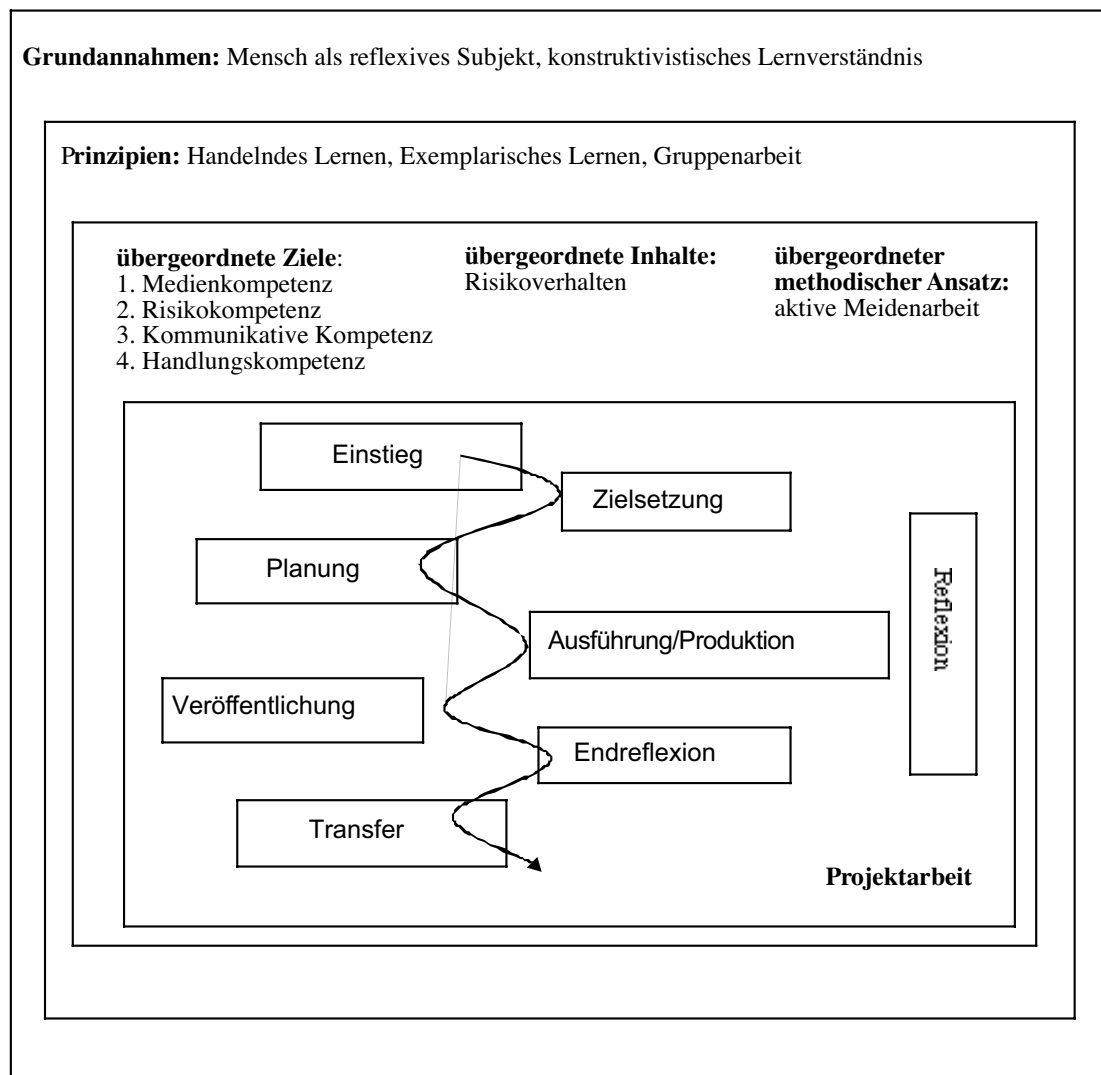 Grundannahmen: Mensch als reflexives Subjekt, konstruktivistisches Lernverständnis
Prinzipien: Handelndes Lernen, Exemplarisches Lernen, Gruppenarbeit
übergeordnete Ziele:
1. Medienkompetenz
2. Risikokompetenz
3. Kommunikative Kompetenz
4. Handlungskompetenz
übergeordnete Inhalte:
Risikoverhalten
übergeordneter
methodischer Ansatz:
aktive Meidenarbeit
Einstieg
Zielsetzung
Planung
Ausführung/Produktion
Veröffentlichung
Endreflexion
Transfer
Reflexion
Projektarbeit